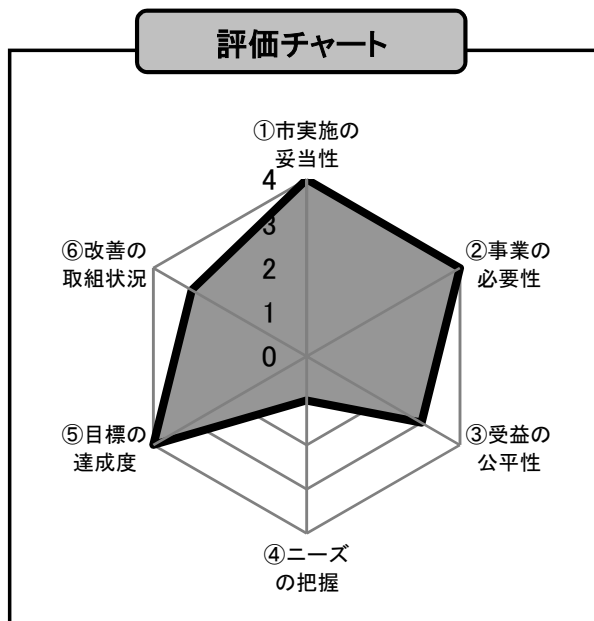 評価チャート
①市実施の
妥当性
4
3
2
1
0
②事業の
必要性
③受益の
公平性
④ニーズ
の把握
⑤目標の
達成度
⑥改善の
取組状況